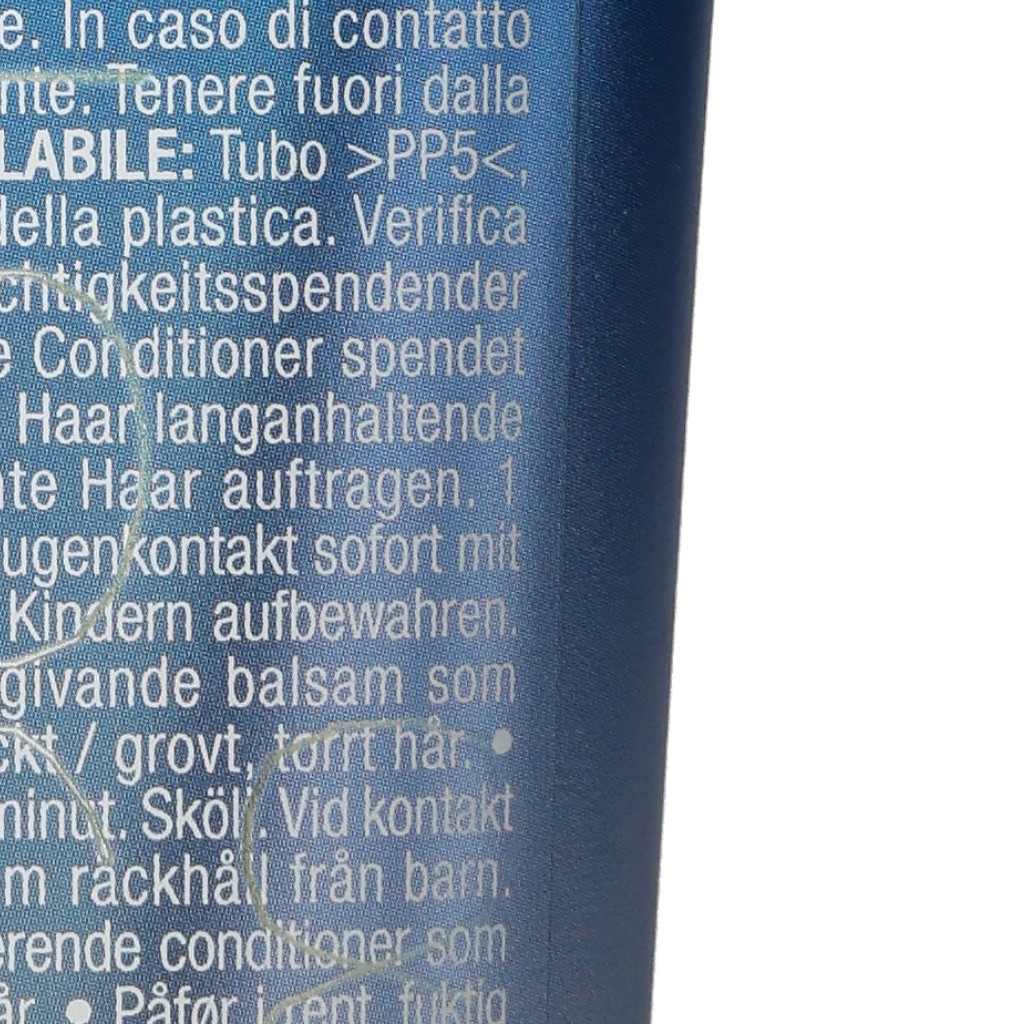 e. In caso di contatto
nte. Tenere fuori dalla
LABILE: Tubo >PP5<,
della plastica. Verifica
chtigkeitsspendender
e Conditioner spendet
Haar langanhaltende
nte Haar auftragen. 1
ugenkontakt sofort mit
Kindern aufbewahren.
givande balsam som
ckt / grovt, torrt hår. •
minut. Skölj. Vid kontakt
m räckhåll från barn.
erende conditioner som
år. • Påfør i rent, fuktig